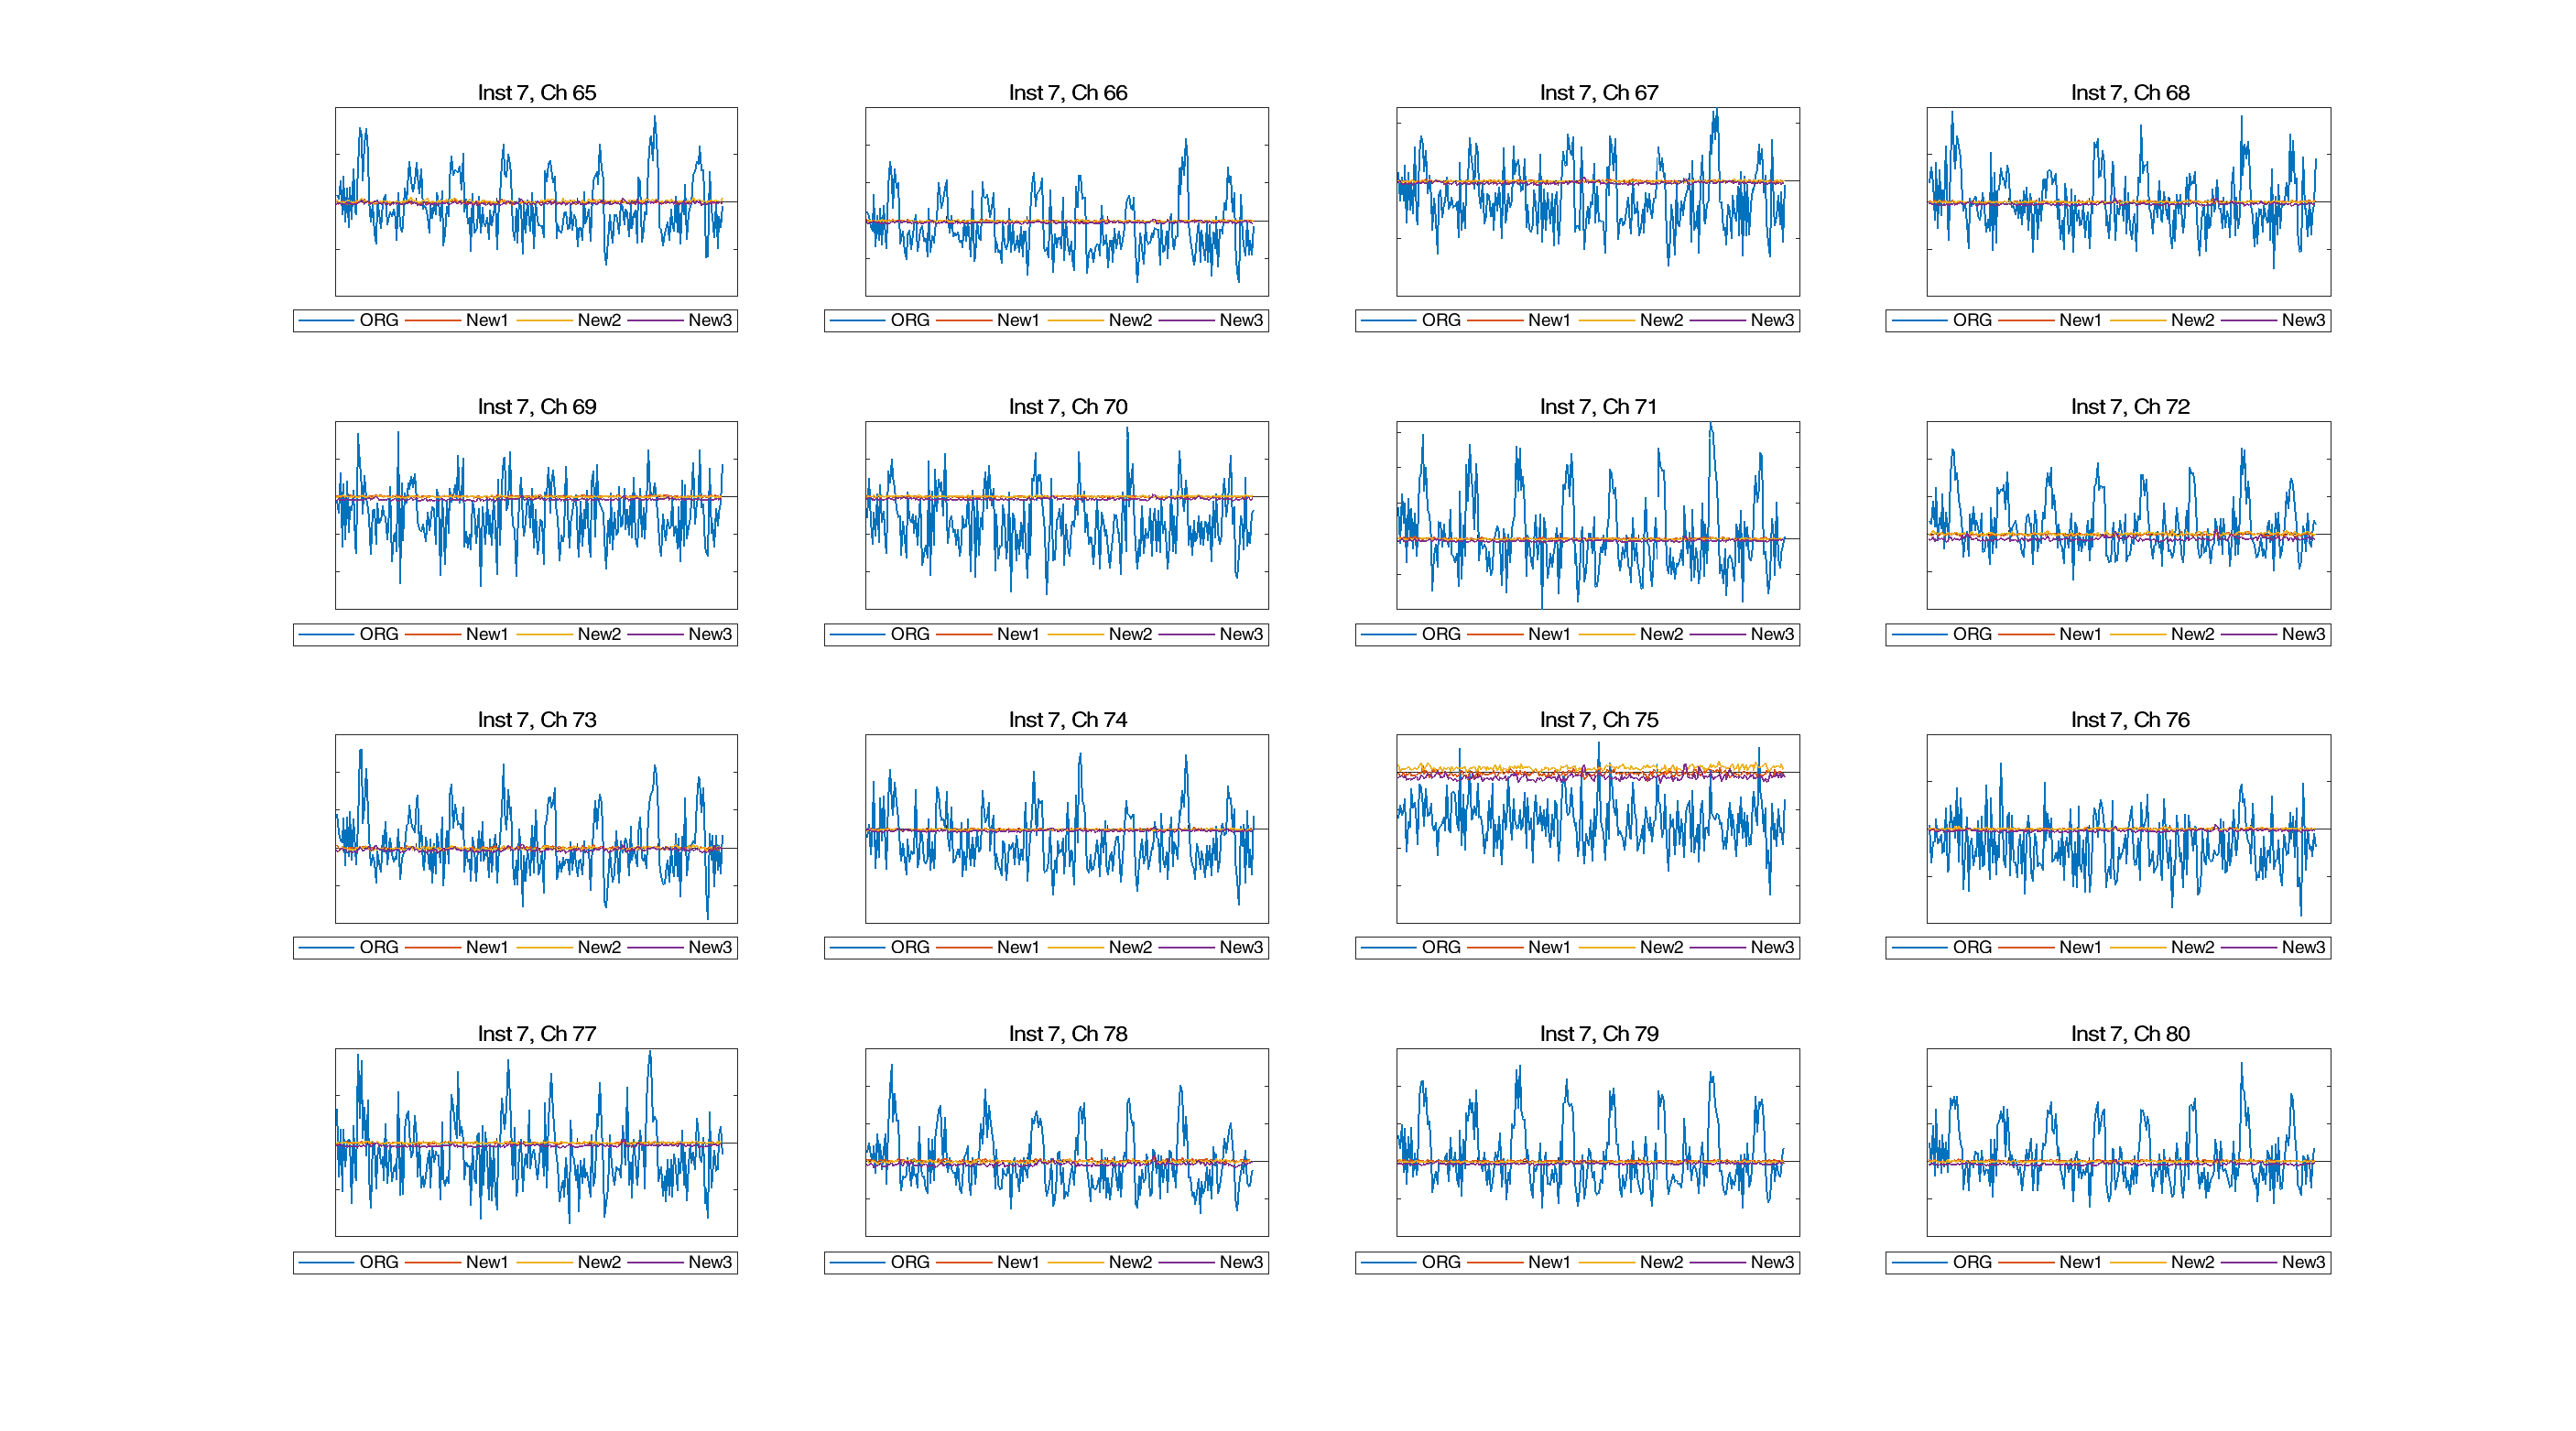 Inst 7, Ch 65
ORG New1 New2 New3
Inst 7, Ch 66
ORG New1 New2 New3
Inst 7, Ch 67
ORG New1 New2 New3
Inst 7, Ch 68
ORG New1 New2 New3
Inst 7, Ch 69
ORG New1 New2 New3
Inst 7, Ch 70
ORG New1 New2 New3
Inst 7, Ch 71
ORG New1 New2 New3
Inst 7, Ch 72
ORG New1 New2 New3
Inst 7, Ch 73
ORG New1 New2 New3
Inst 7, Ch 74
ORG New1 New2 New3
Inst 7, Ch 75
ORG New1 New2 New3
Inst 7, Ch 76
ORG New1 New2 New3
Inst 7, Ch 77
ORG New1 New2 New3
Inst 7, Ch 78
ORG New1 New2 New3
Inst 7, Ch 79
ORG New1 New2 New3
Inst 7, Ch 80
ORG New1 New2 New3